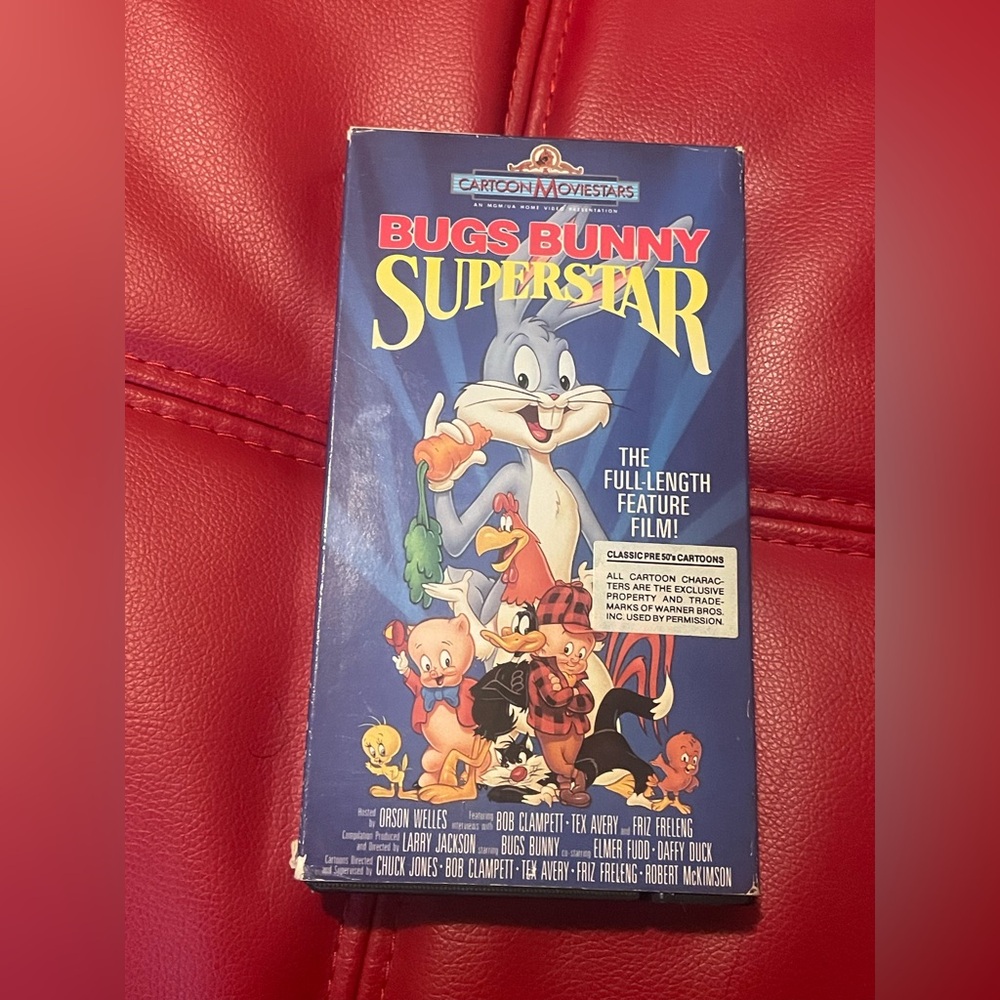 CARTOON MOVIESTARS
AN MGM/UA HOME VIDEO PRESENTATION
BUGS BUNNY
SUPERSTAR
THE
FULL-LENGTH
FEATURE
FILM!
CLASSIC PRE 50's CARTOONS
ALL CARTOON CHARAC-
TERS ARE THE EXCLUSIVE
PROPERTY AND TRADE-
MARKS OF WARNER BROS.
INC. USED BY PERMISSION.
Hosted by ORSON WELLES Featuring interviews with BOB CLAMPETT • TEX AVERY and FRIZ FRELENG
Compilation Produced and Directed by LARRY JACKSON starring BUGS BUNNY co-starring ELMER FUDD • DAFFY DUCK
Cartoons Directed and Supervised by CHUCK JONES • BOB CLAMPETT • TEX AVERY • FRIZ FRELENG • ROBERT McKIMSON